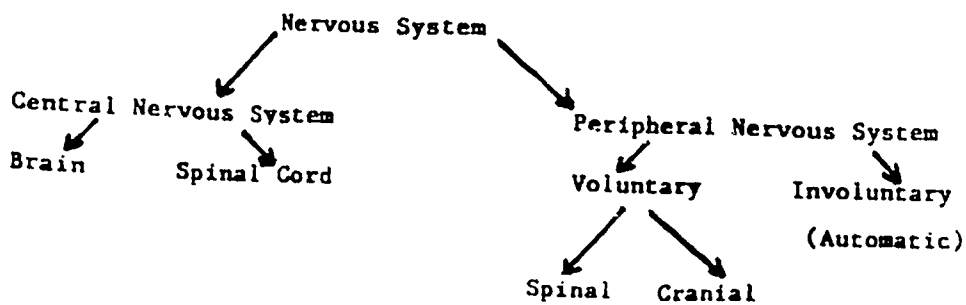 Nervous System
Central Nervous System
Peripheral Nervous System
Brain
Spinal Cord
Voluntary
Involuntary
(Automatic)
Spinal
Cranial